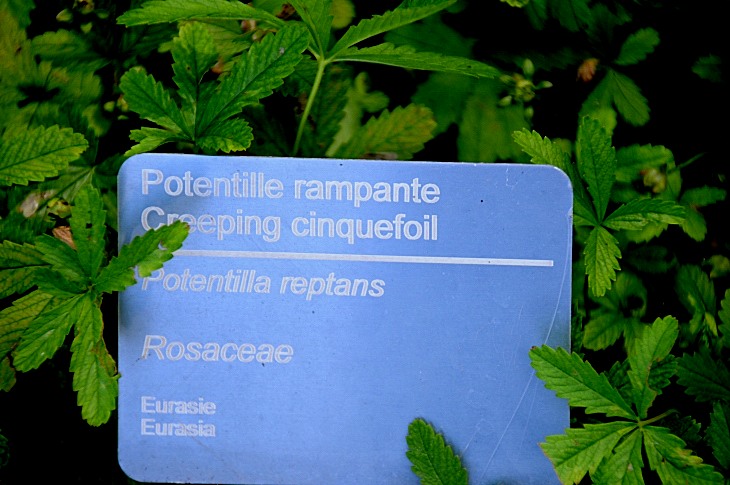 Potentille rampante
Creeping cinquefoil
Potentilla reptans
Rosaceae
Eurasie
Eurasia